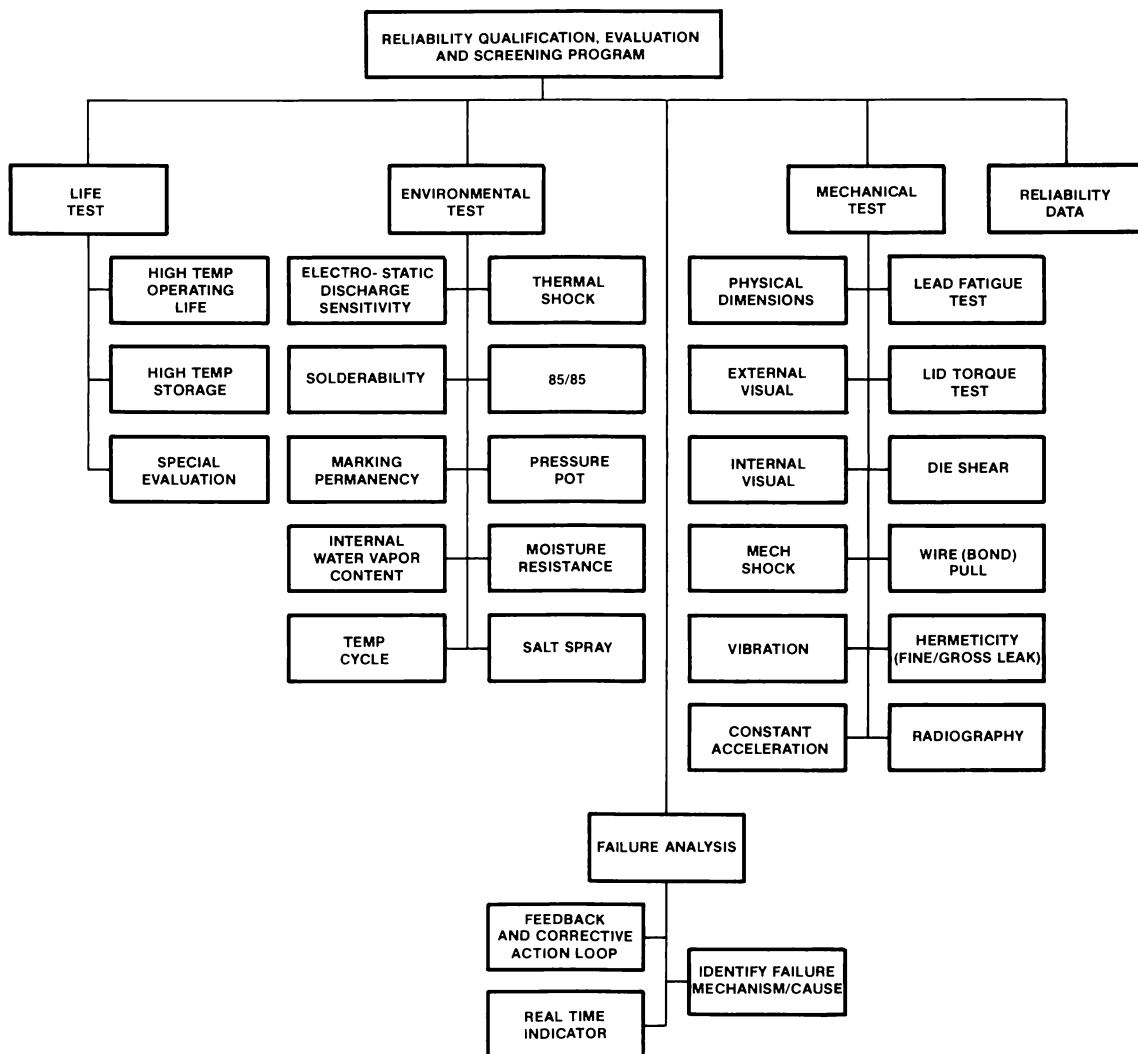 RELIABILITY QUALIFICATION, EVALUATION
AND SCREENING PROGRAM
LIFE
TEST
ENVIRONMENTAL
TEST
MECHANICAL
TEST
RELIABILITY
DATA
HIGH TEMP
OPERATING
LIFE
HIGH TEMP
STORAGE
SPECIAL
EVALUATION
ELECTRO- STATIC
DISCHARGE
SENSITIVITY
THERMAL
SHOCK
SOLDERABILITY
85/85
MARKING
PERMANENCY
PRESSURE
POT
INTERNAL
WATER VAPOR
CONTENT
MOISTURE
RESISTANCE
TEMP
CYCLE
SALT SPRAY
PHYSICAL
DIMENSIONS
LEAD FATIGUE
TEST
EXTERNAL
VISUAL
LID TORQUE
TEST
INTERNAL
VISUAL
DIE SHEAR
MECH
SHOCK
WIRE (BOND)
PULL
VIBRATION
HERMETICITY
(FINE/GROSS LEAK)
CONSTANT
ACCELERATION
RADIOGRAPHY
FAILURE ANALYSIS
FEEDBACK
AND CORRECTIVE
ACTION LOOP
IDENTIFY FAILURE
MECHANISM/CAUSE
REAL TIME
INDICATOR